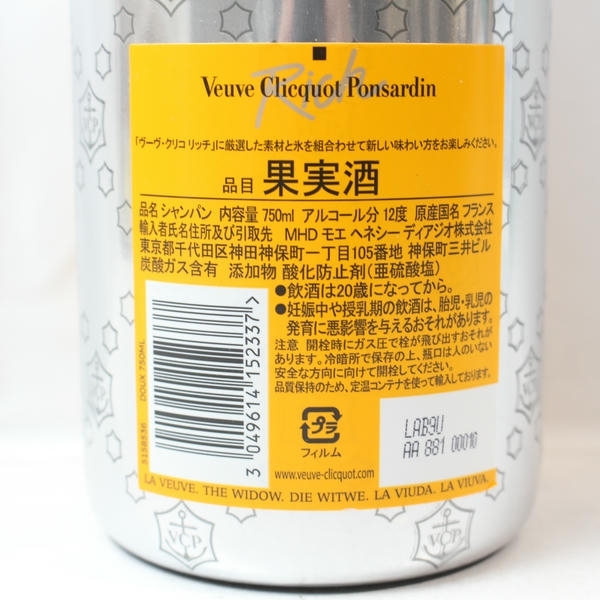 Rich
Veuve Clicquot Ponsardin
「ヴーヴ・クリコ リッチ」に厳選した素材と氷を組合わせて新しい味わい方をお楽しみください。
品目 果実酒
品名 シャンパン 内容量 750ml アルコール分 12度 原産国名 フランス
輸入者氏名住所及び引取先 MHD モエ ヘネシー ディアジオ株式会社
東京都千代田区神田神保町一丁目105番地 神保町三井ビル
炭酸ガス含有 添加物 酸化防止剤(亜硫酸塩)
●飲酒は20歳になってから。
●妊娠中や授乳期の飲酒は、胎児・乳児の
発育に悪影響を与えるおそれがあります。
注意 開栓時にガス圧で栓が飛び出すおそれが
あります。冷暗所で保存の上、瓶口は人のいない
安全な方向に向けて開栓してください。
品質保持のため、定温コンテナを使って輸入しております。
5158536 DOUX 750ML
3 049614 152337>
プラ
フィルム
LAB9U
AA 881 00010
www.veuve-clicquot.com
LA VEUVE. THE WIDOW. DIE WITWE. LA VIUDA. LA VIUVA.
VCP
VCP
VCP
VCP